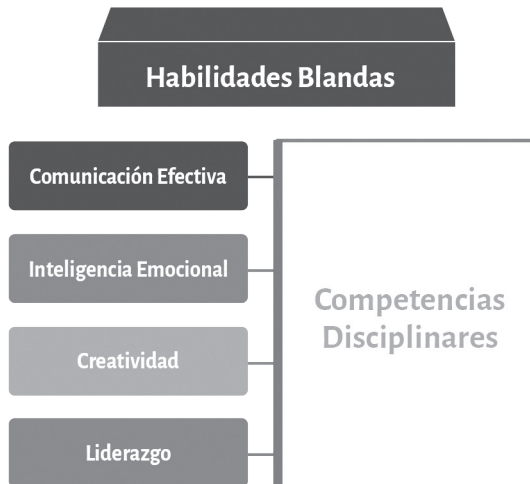 Habilidades Blandas
Comunicación Efectiva
Inteligencia Emocional
Creatividad
Liderazgo
Competencias
Disciplinares